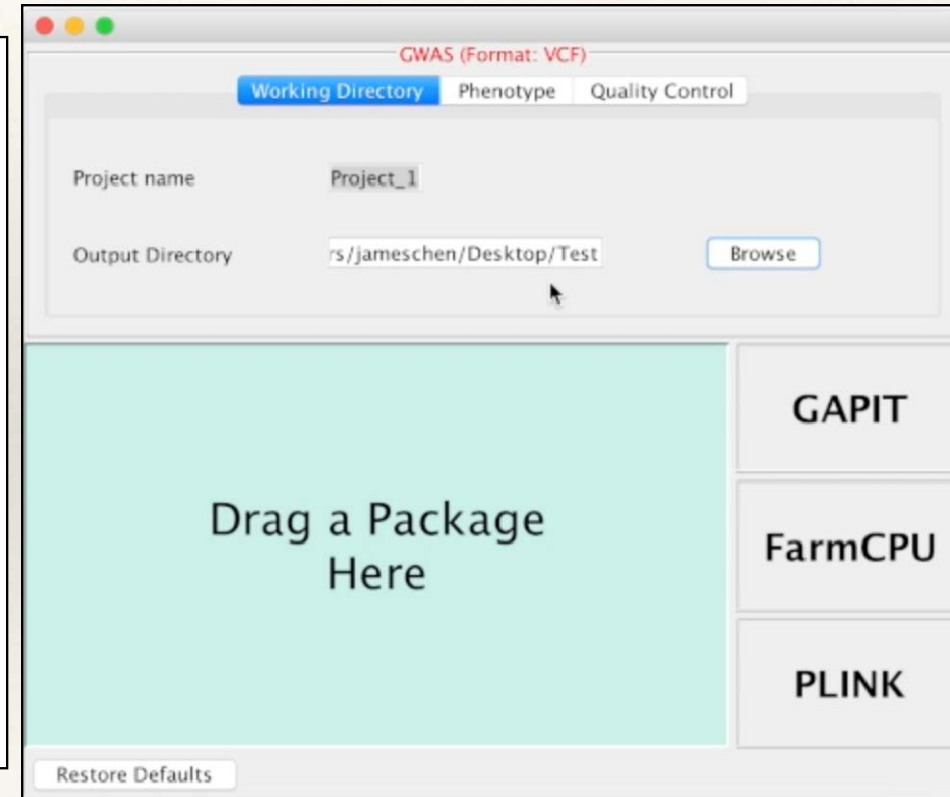 GWAS (Format: VCF)
Working Directory Phenotype Quality Control
Project name Project_1
Output Directory rs/jameschen/Desktop/Test Browse
Drag a Package
Here
GAPIT
FarmCPU
PLINK
Restore Defaults